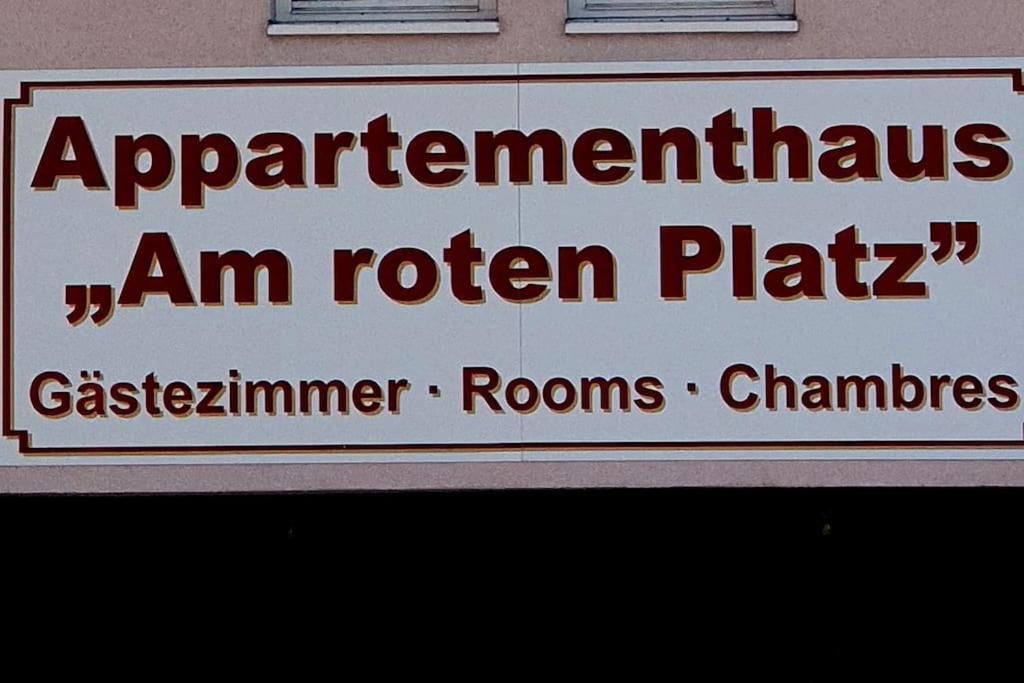 Appartementhaus
„Am roten Platz”
Gästezimmer · Rooms · Chambres